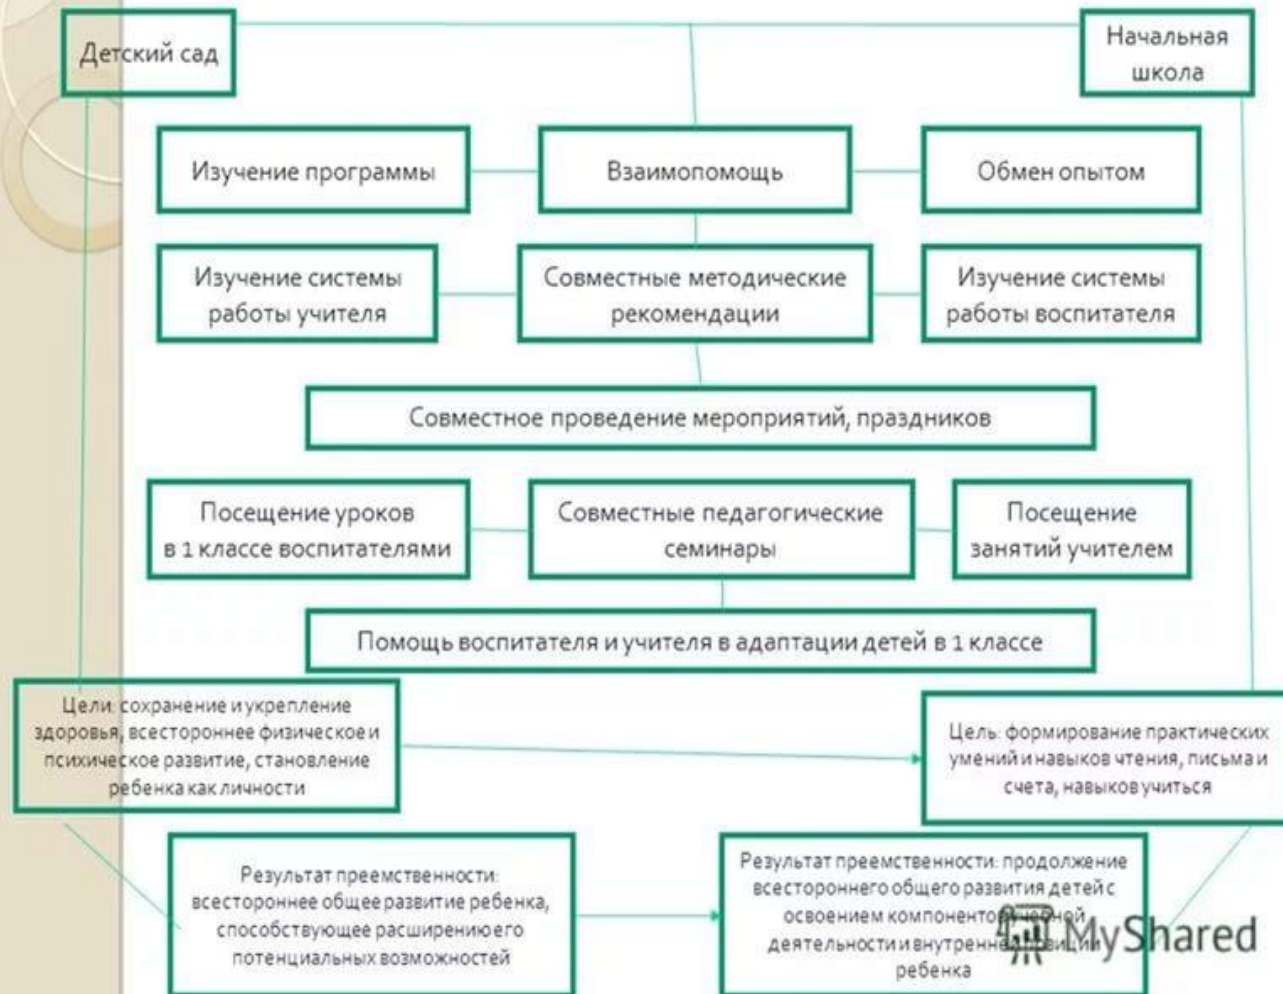 Детский сад
Начальная
школа
Изучение программы
Взаимопомощь
Обмен опытом
Изучение системы
работы учителя
Совместные методические
рекомендации
Изучение системы
работы воспитателя
Совместное проведение мероприятий, праздников
Посещение уроков
в 1 классе воспитателями
Совместные педагогические
семинары
Посещение
занятий учителем
Помощь воспитателя и учителя в адаптации детей в 1 классе
Цели: сохранение и укрепление
здоровья, всестороннее физическое и
психическое развитие, становление
ребенка как личности
Цель: формирование практических
умений и навыков чтения, письма и
счета, навыков учиться
Результат преемственности:
всестороннее общее развитие ребенка,
способствующее расширению его
потенциальных возможностей
Результат преемственности: продолжение
всестороннего общего развития детей с
освоением компонентов учебной
деятельности и внутренней позиции
ребенка
MyShared